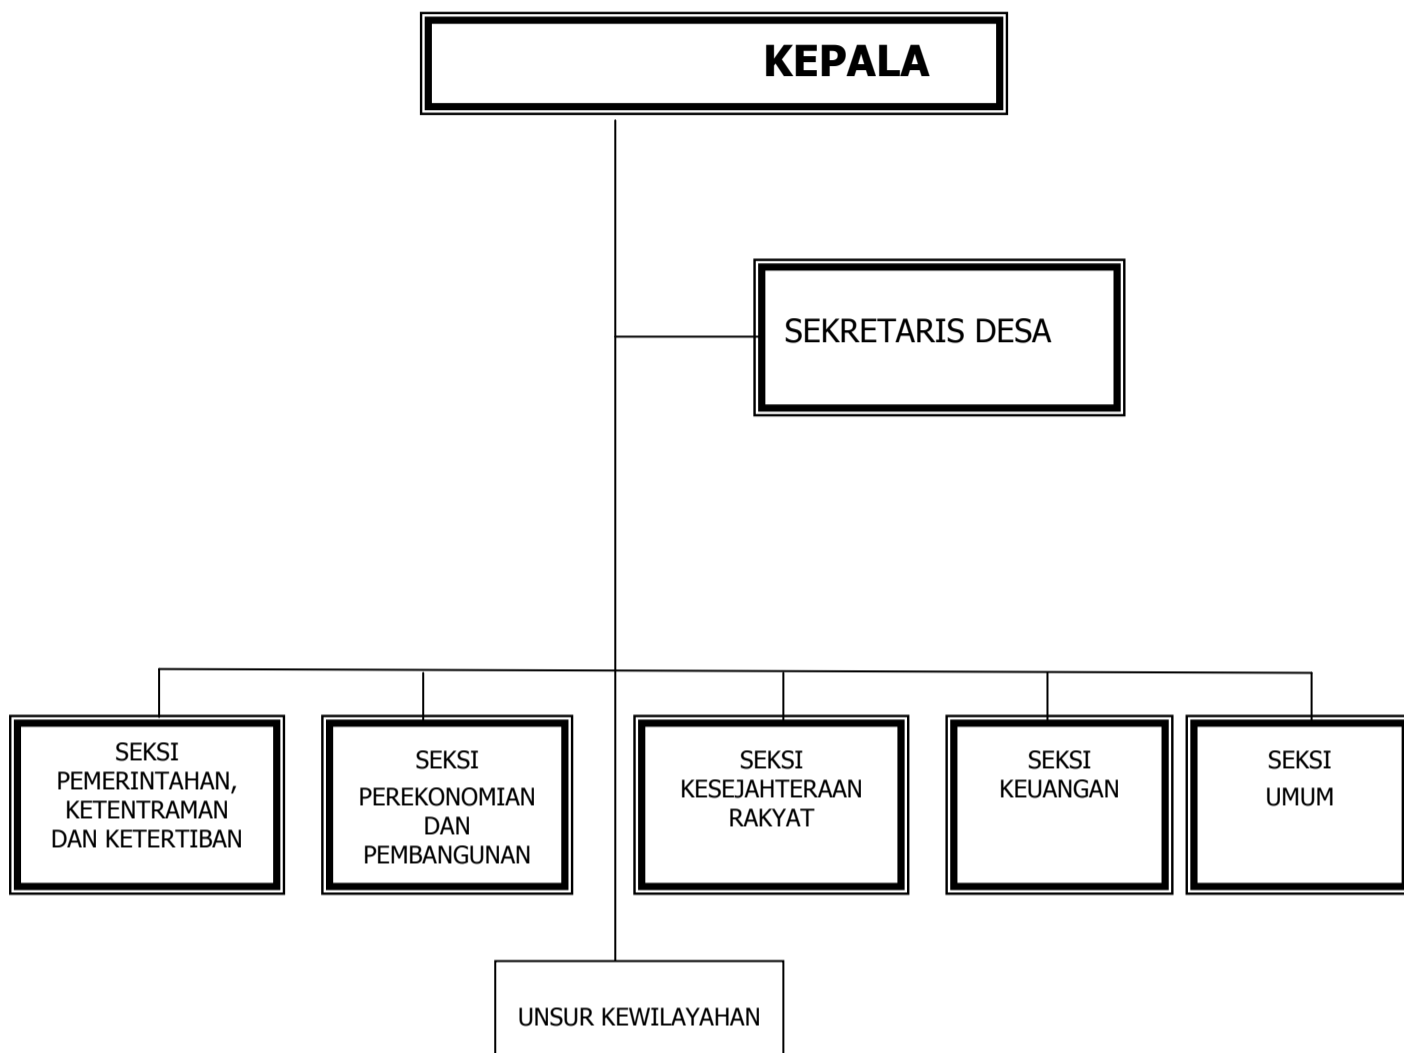 KEPALA
SEKRETARIS DESA
SEKSI
PEMERINTAHAN,
KETENTRAMAN
DAN KETERTIBAN
SEKSI
PEREKONOMIAN
DAN
PEMBANGUNAN
SEKSI
KESEJAHTERAAN
RAKYAT
SEKSI
KEUANGAN
SEKSI
UMUM
UNSUR KEWILAYAHAN